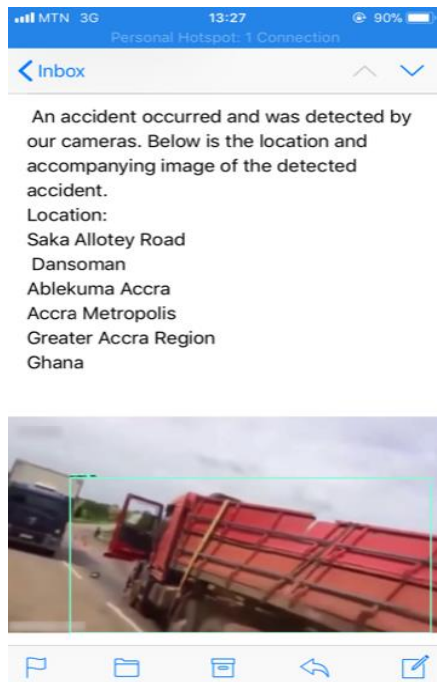 MTN 3G 13:27 90%
Personal Hotspot: 1 Connection
Inbox
An accident occurred and was detected by
our cameras. Below is the location and
accompanying image of the detected
accident.
Location:
Saka Allotey Road
Dansoman
Ablekuma Accra
Accra Metropolis
Greater Accra Region
Ghana